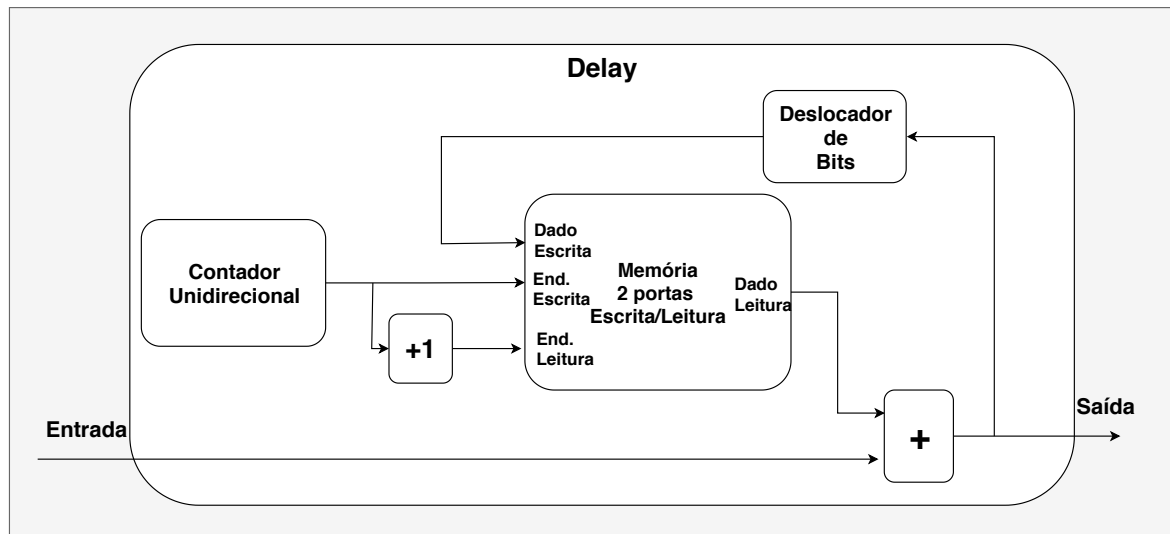 Delay
Deslocador
de
Bits
Contador
Unidirecional
+1
Dado
Escrita
End.
Escrita
End.
Leitura
Memória
2 portas
Escrita/Leitura
Dado
Leitura
Entrada
+
Saída